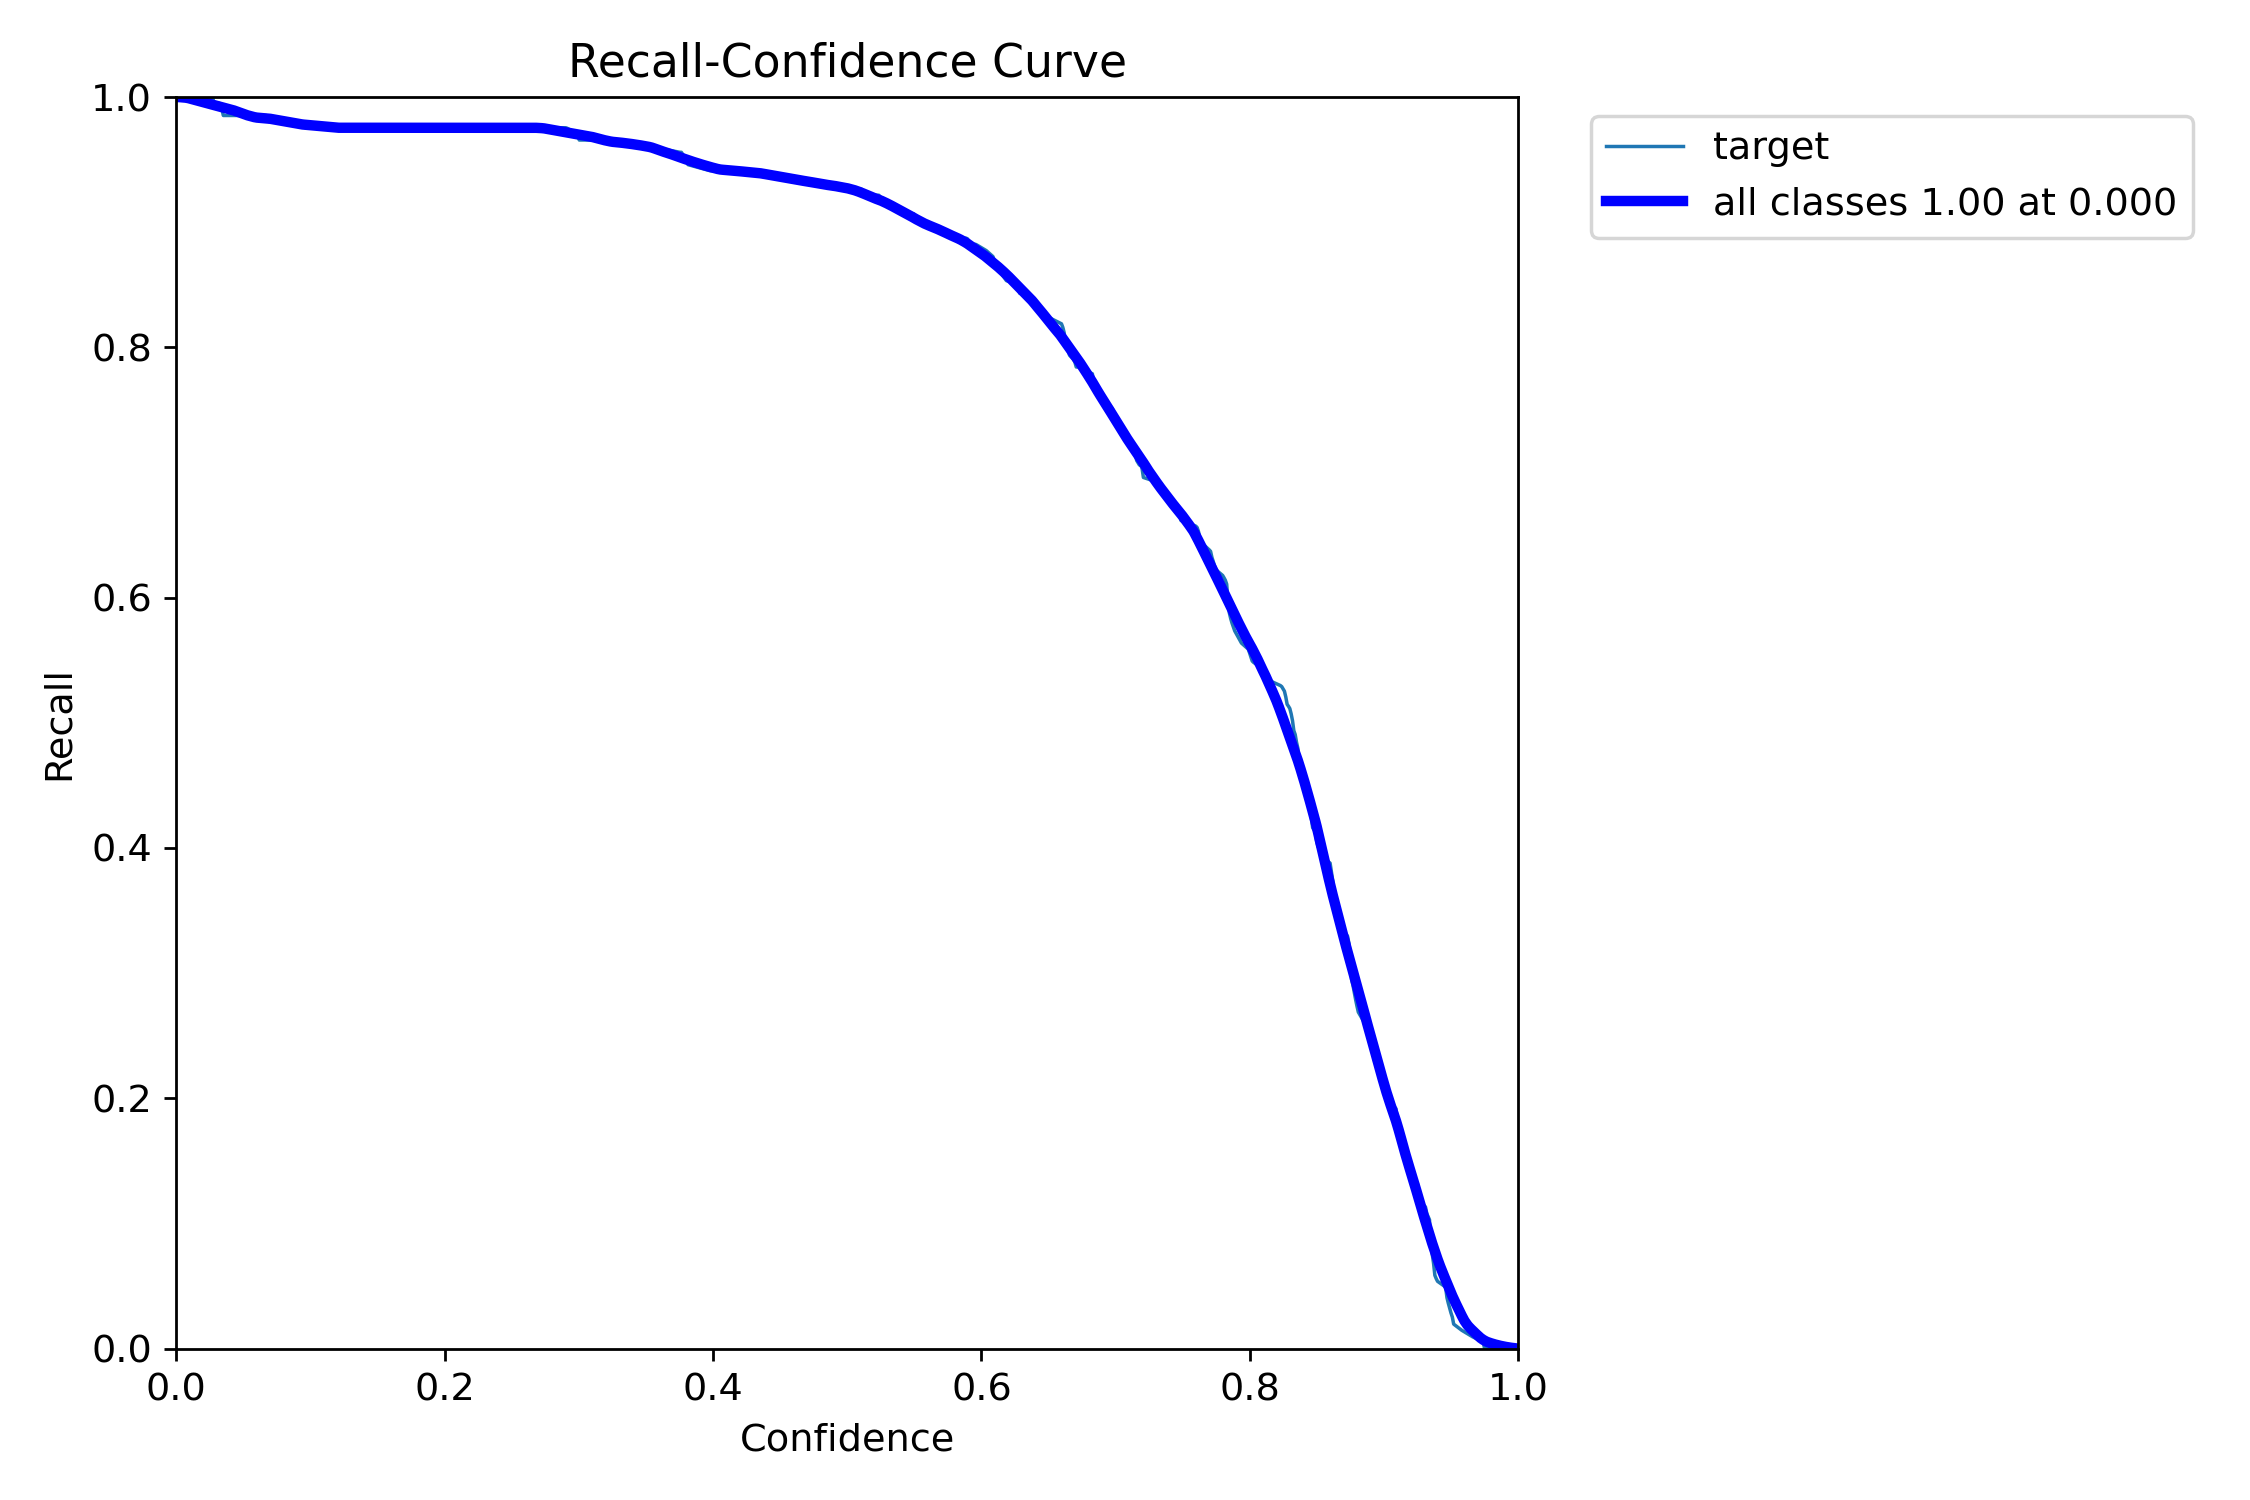 Recall-Confidence Curve
1.0
0.8
0.6
0.4
0.2
0.0
Recall
0.0 0.2 0.4 0.6 0.8 1.0
Confidence
target
all classes 1.00 at 0.000